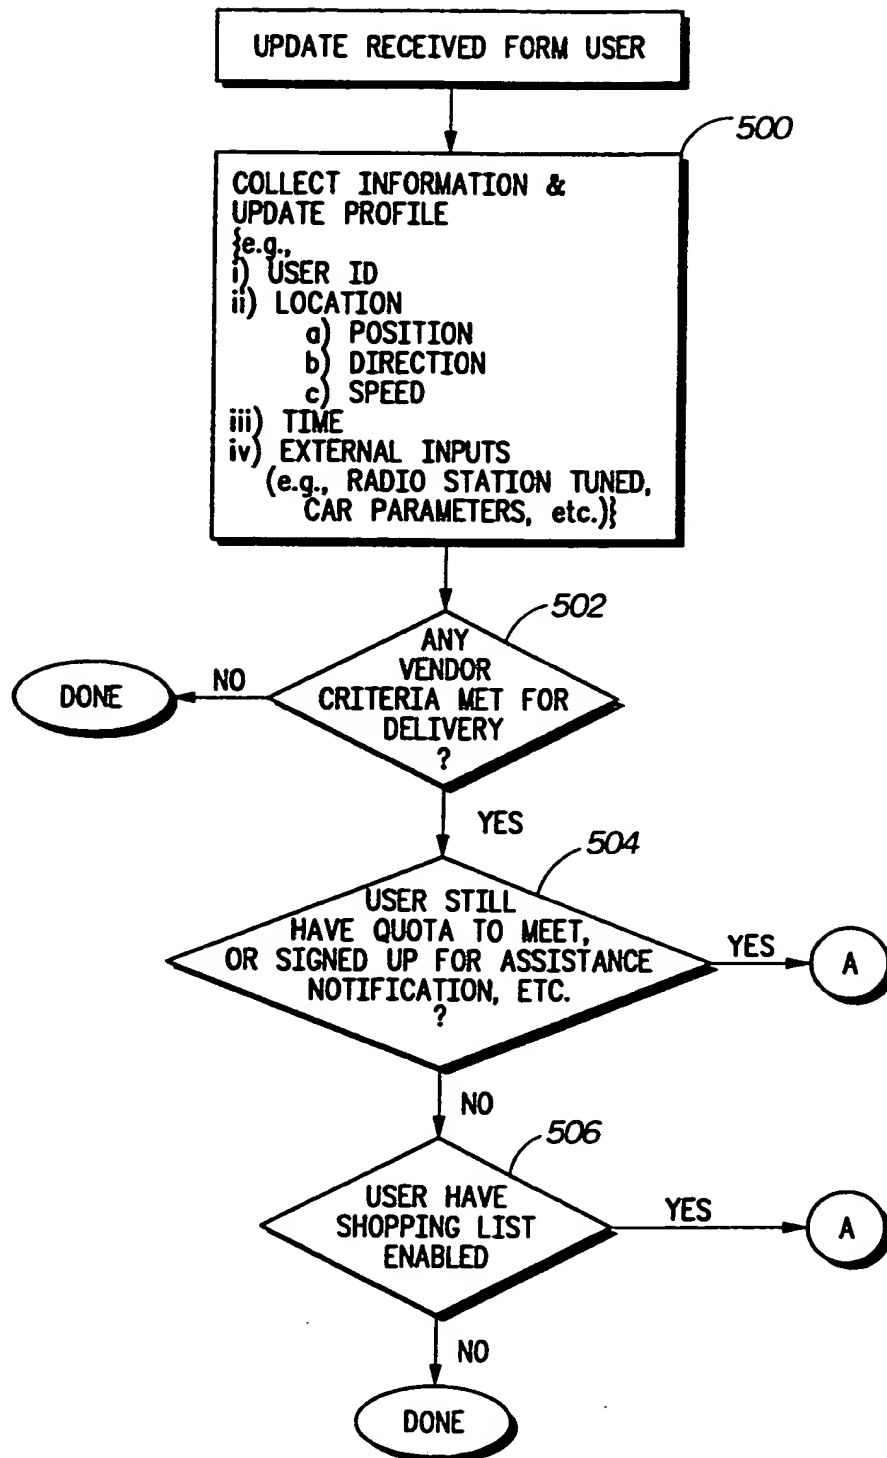 UPDATE RECEIVED FORM USER
500
COLLECT INFORMATION &
UPDATE PROFILE
{e.g.,
i) USER ID
ii) LOCATION
a) POSITION
b) DIRECTION
c) SPEED
iii) TIME
iv) EXTERNAL INPUTS
(e.g., RADIO STATION TUNED,
CAR PARAMETERS, etc.)}
502
ANY
VENDOR
CRITERIA MET FOR
DELIVERY
?
NO
DONE
YES
504
USER STILL
HAVE QUOTA TO MEET,
OR SIGNED UP FOR ASSISTANCE
NOTIFICATION, ETC.
?
YES
A
NO
506
USER HAVE
SHOPPING LIST
ENABLED
YES
A
NO
DONE